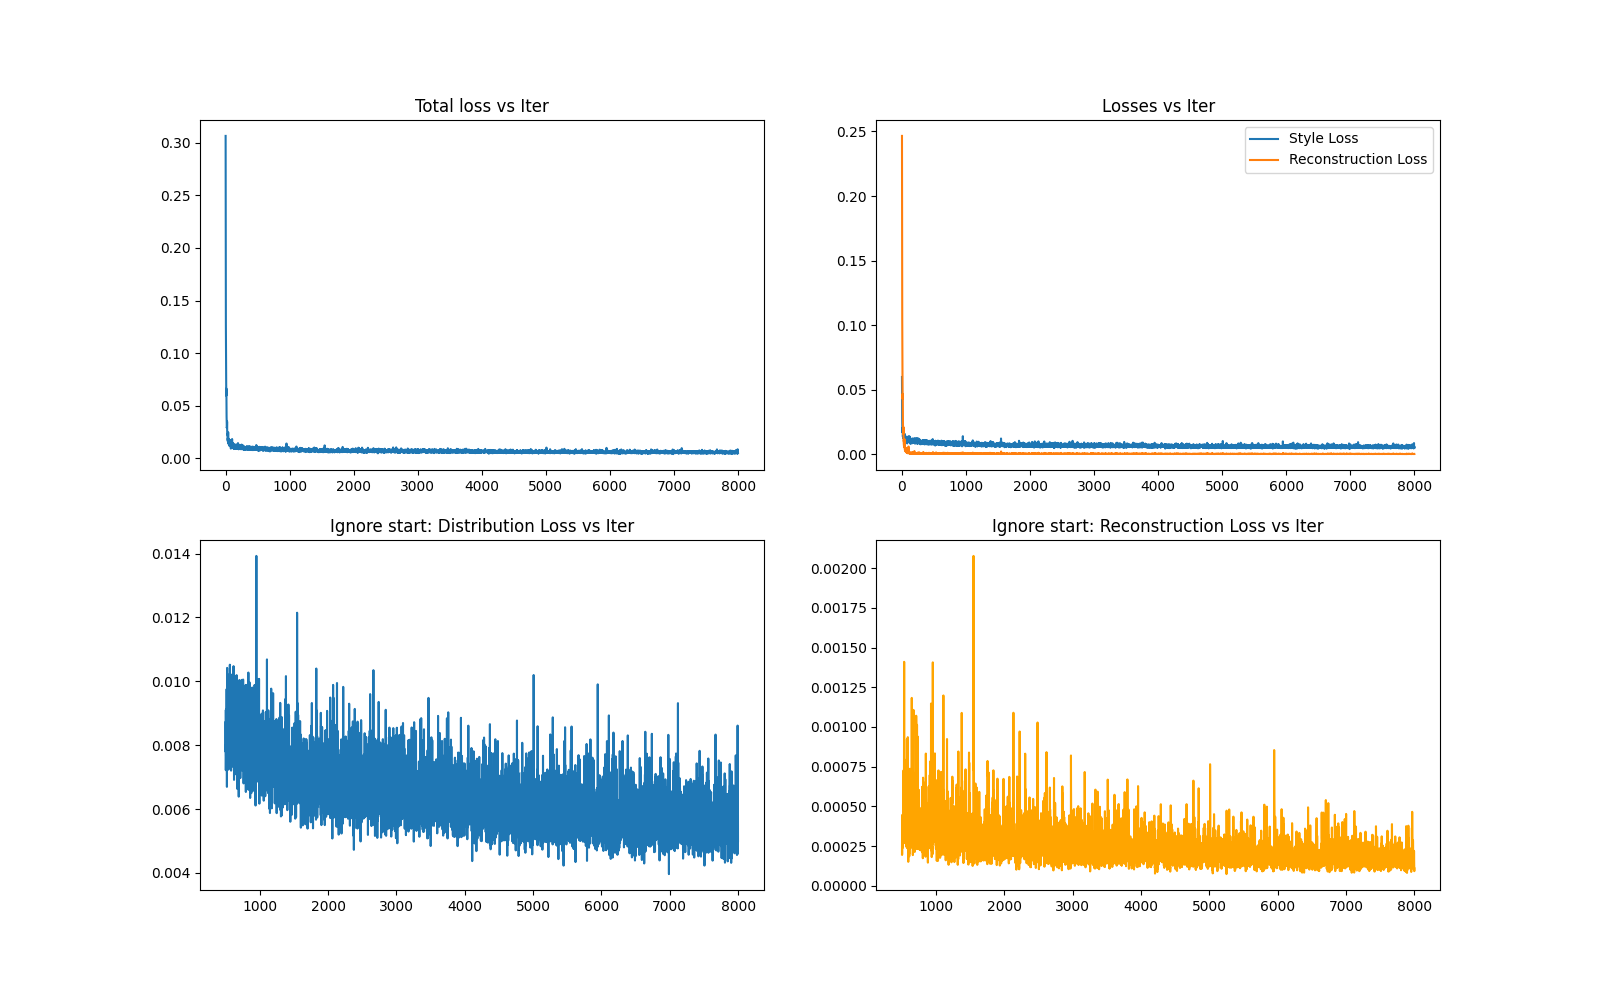 Total loss vs Iter
0.30
0.25
0.20
0.15
0.10
0.05
0.00
0 1000 2000 3000 4000 5000 6000 7000 8000
Losses vs Iter
Style Loss
Reconstruction Loss
0.25
0.20
0.15
0.10
0.05
0.00
0 1000 2000 3000 4000 5000 6000 7000 8000
Ignore start: Distribution Loss vs Iter
0.014
0.012
0.010
0.008
0.006
0.004
1000 2000 3000 4000 5000 6000 7000 8000
Ignore start: Reconstruction Loss vs Iter
0.00200
0.00175
0.00150
0.00125
0.00100
0.00075
0.00050
0.00025
0.00000
1000 2000 3000 4000 5000 6000 7000 8000